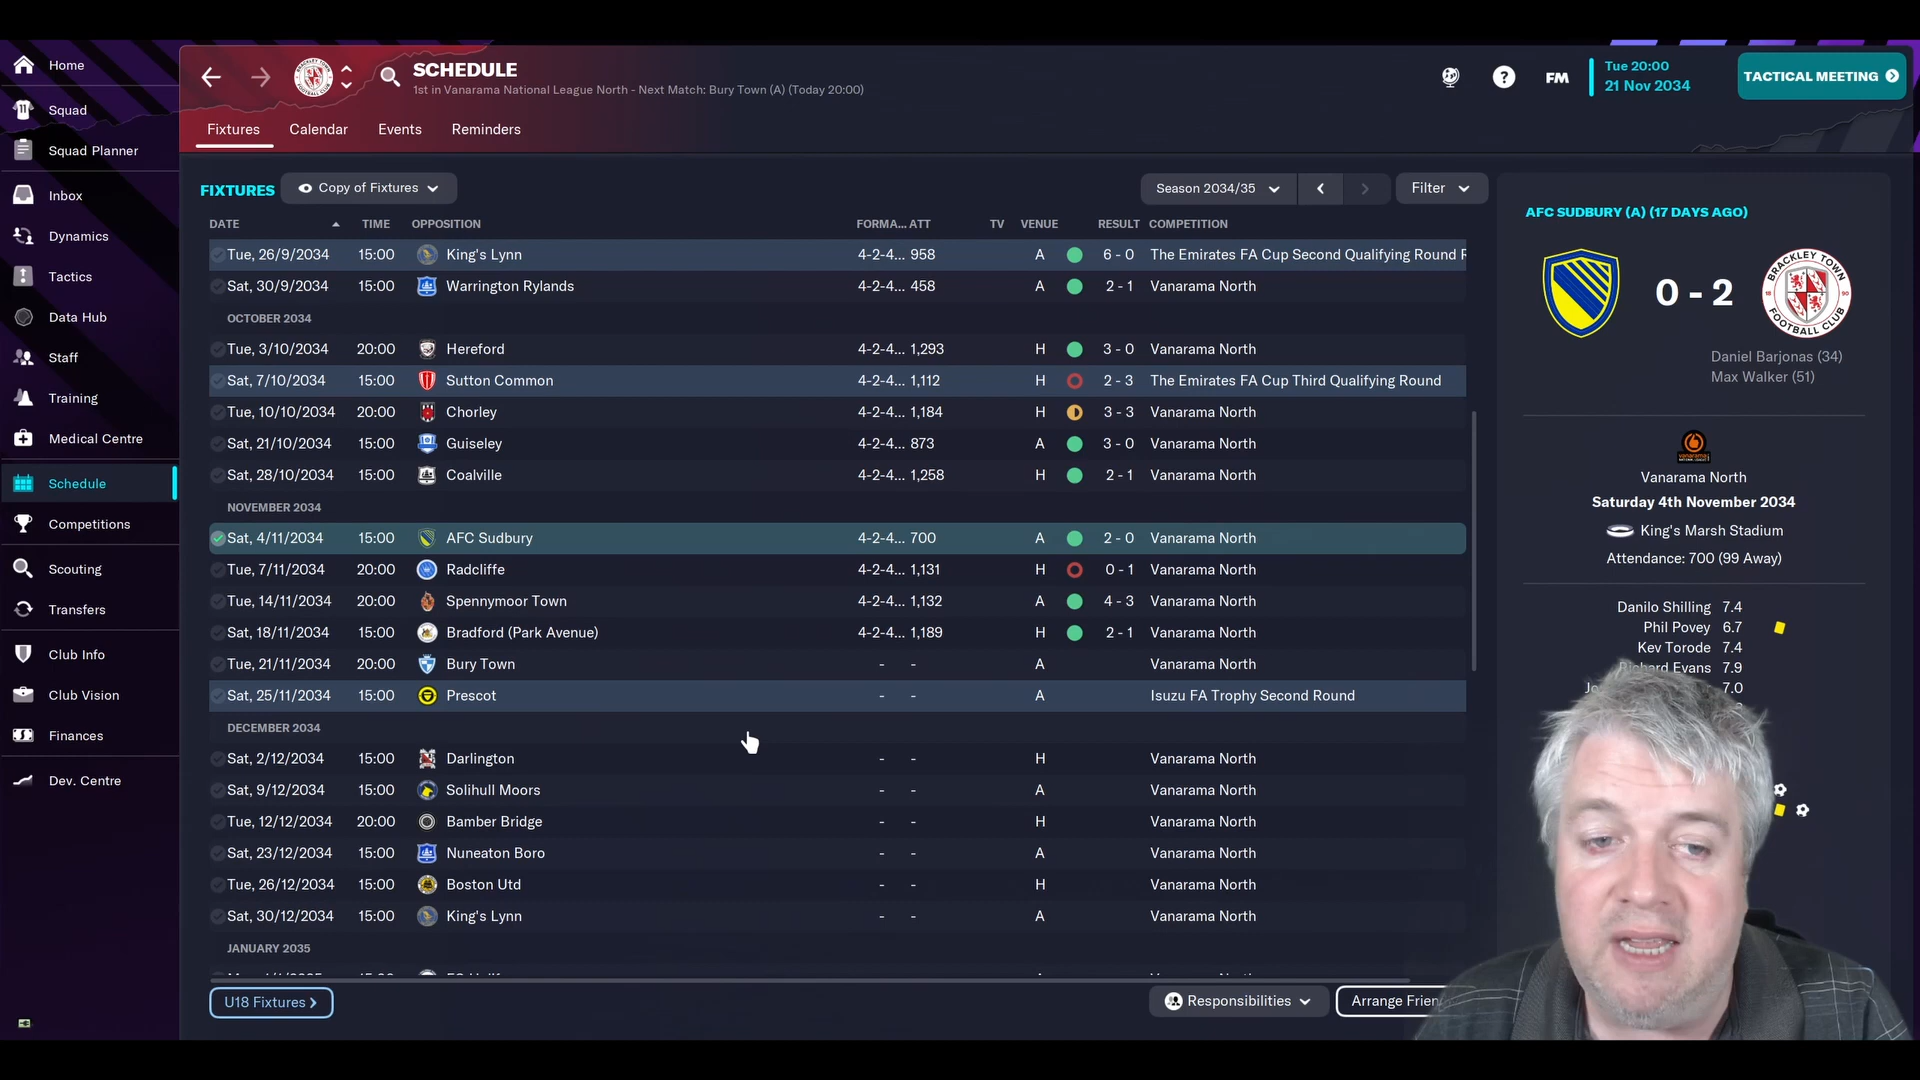 Home
Squad
Squad Planner
Inbox
Dynamics
Tactics
Data Hub
Staff
Training
Medical Centre
Schedule
Competitions
Scouting
Transfers
Club Info
Club Vision
Finances
Dev. Centre
SCHEDULE
1st in Vanarama National League North - Next Match: Bury Town (A) (Today 20:00)
FM
Tue 20:00
21 Nov 2034
TACTICAL MEETING
Fixtures Calendar Events Reminders
FIXTURES Copy of Fixtures Season 2034/35 Filter
DATE TIME OPPOSITION FORMA... ATT TV VENUE RESULT COMPETITION
Tue, 26/9/2034 15:00 King's Lynn 4-2-4... 958 A 6 - 0 The Emirates FA Cup Second Qualifying Round
Sat, 30/9/2034 15:00 Warrington Rylands 4-2-4... 458 A 2 - 1 Vanarama North
OCTOBER 2034
Tue, 3/10/2034 20:00 Hereford 4-2-4... 1,293 H 3 - 0 Vanarama North
Sat, 7/10/2034 15:00 Sutton Common 4-2-4... 1,112 H 2 - 3 The Emirates FA Cup Third Qualifying Round
Tue, 10/10/2034 20:00 Chorley 4-2-4... 1,184 H 3 - 3 Vanarama North
Sat, 21/10/2034 15:00 Guiseley 4-2-4... 873 A 3 - 0 Vanarama North
Sat, 28/10/2034 15:00 Coalville 4-2-4... 1,258 H 2 - 1 Vanarama North
NOVEMBER 2034
Sat, 4/11/2034 15:00 AFC Sudbury 4-2-4... 700 A 2 - 0 Vanarama North
Tue, 7/11/2034 20:00 Radcliffe 4-2-4... 1,131 H 0 - 1 Vanarama North
Tue, 14/11/2034 20:00 Spennymoor Town 4-2-4... 1,132 A 4 - 3 Vanarama North
Sat, 18/11/2034 15:00 Bradford (Park Avenue) 4-2-4... 1,189 H 2 - 1 Vanarama North
Tue, 21/11/2034 20:00 Bury Town - - A Vanarama North
Sat, 25/11/2034 15:00 Prescot - - A Isuzu FA Trophy Second Round
DECEMBER 2034
Sat, 2/12/2034 15:00 Darlington - - H Vanarama North
Sat, 9/12/2034 15:00 Solihull Moors - - A Vanarama North
Tue, 12/12/2034 20:00 Bamber Bridge - - H Vanarama North
Sat, 23/12/2034 15:00 Nuneaton Boro - - A Vanarama North
Tue, 26/12/2034 15:00 Boston Utd - - H Vanarama North
Sat, 30/12/2034 15:00 King's Lynn - - A Vanarama North
JANUARY 2035
U18 Fixtures Responsibilities Arrange
AFC SUDBURY (A) (17 DAYS AGO)
0 - 2
BRACKLEY TOWN
18 90
FOOTBALL CLUB
Daniel Barjonas (34)
Max Walker (51)
Vanarama North
Saturday 4th November 2034
King's Marsh Stadium
Attendance: 700 (99 Away)
Danilo Shilling 7.4
Phil Povey 6.7
Kev Torode 7.4
Richard Evans 7.9
7.0